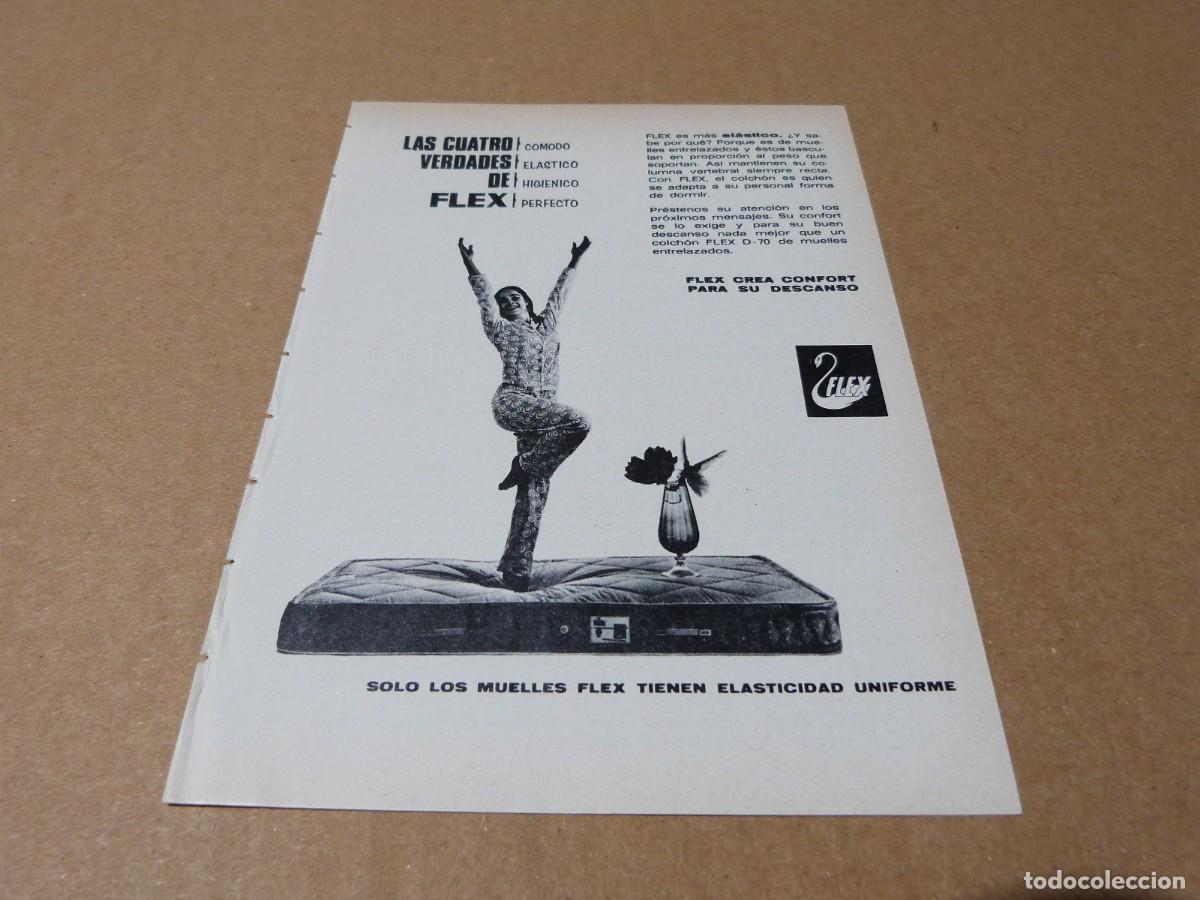 LAS CUATRO
VERDADES
DE
FLEX
COMODO
ELASTICO
HIGIENICO
PERFECTO
FLEX es más elástico. ¿Y sa-
be por qué? Porque es de mue-
lles entrelazados y éstos bascu-
lan en proporción al peso que
soportan. Así mantienen su co-
lumna vertebral siempre recta.
Con FLEX, el colchón es quien
se adapta a su personal forma
de dormir.
Préstenos su atención en los
próximos mensajes. Su confort
se lo exige y para su buen
descanso nada mejor que un
colchón FLEX D-70 de muelles
entrelazados.
FLEX CREA CONFORT
PARA SU DESCANSO
FLEX
SOLO LOS MUELLES FLEX TIENEN ELASTICIDAD UNIFORME
todocoleccion